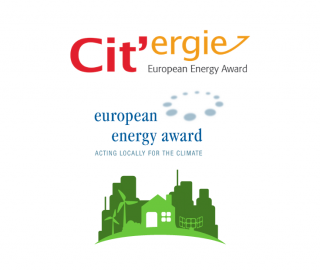 Cit'ergie
European Energy Award
european
energy award
ACTING LOCALLY FOR THE CLIMATE